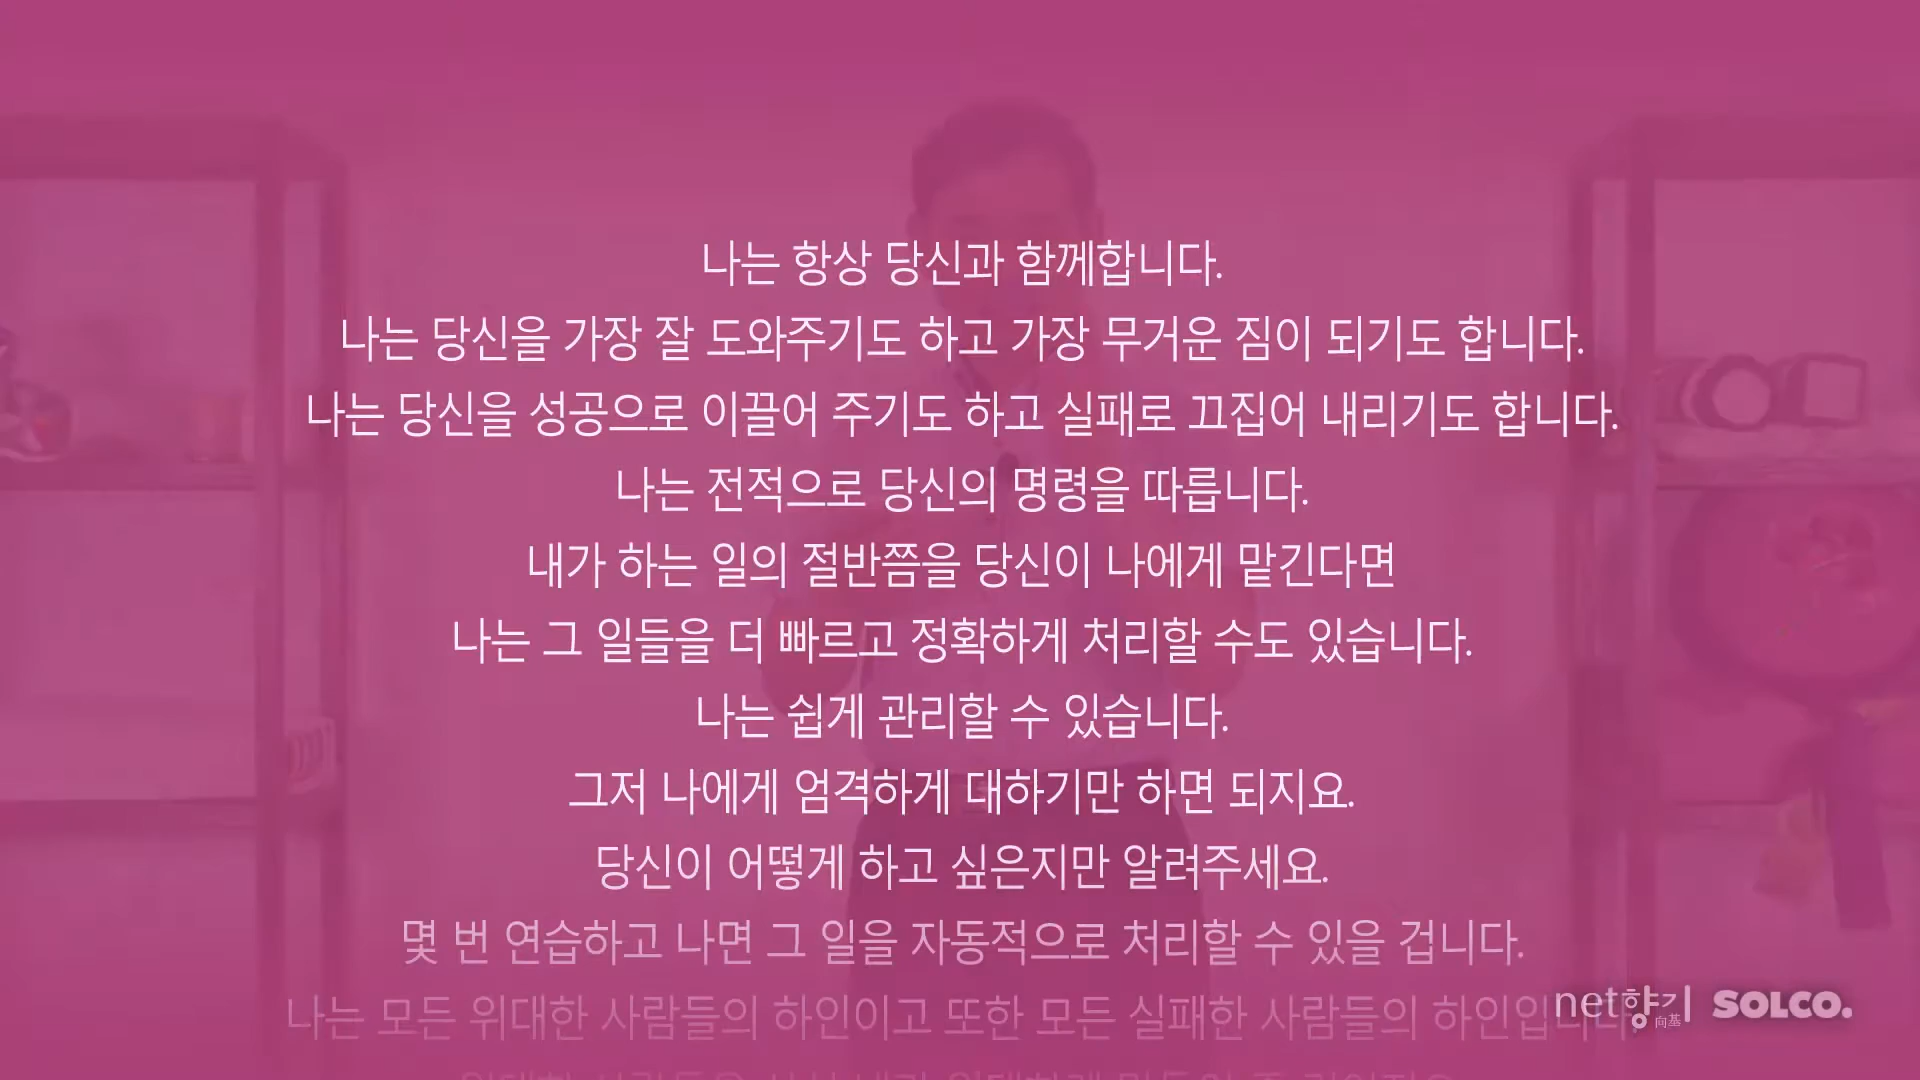 나는 항상 당신과 함께합니다.
나는 당신을 가장 잘 도와주기도 하고 가장 무거운 짐이 되기도 합니다.
나는 당신을 성공으로 이끌어 주기도 하고 실패로 끄집어 내리기도 합니다.
나는 전적으로 당신의 명령을 따릅니다.
내가 하는 일의 절반쯤을 당신이 나에게 맡긴다면
나는 그 일들을 더 빠르고 정확하게 처리할 수도 있습니다.
나는 쉽게 관리할 수 있습니다.
그저 나에게 엄격하게 대하기만 하면 되지요.
당신이 어떻게 하고 싶은지만 알려주세요.
몇 번 연습하고 나면 그 일을 자동적으로 처리할 수 있을 겁니다.
나는 모든 위대한 사람들의 하인이고 또한 모든 실패한 사람들의 하인입니다.
net향기 向基 SOLCO.